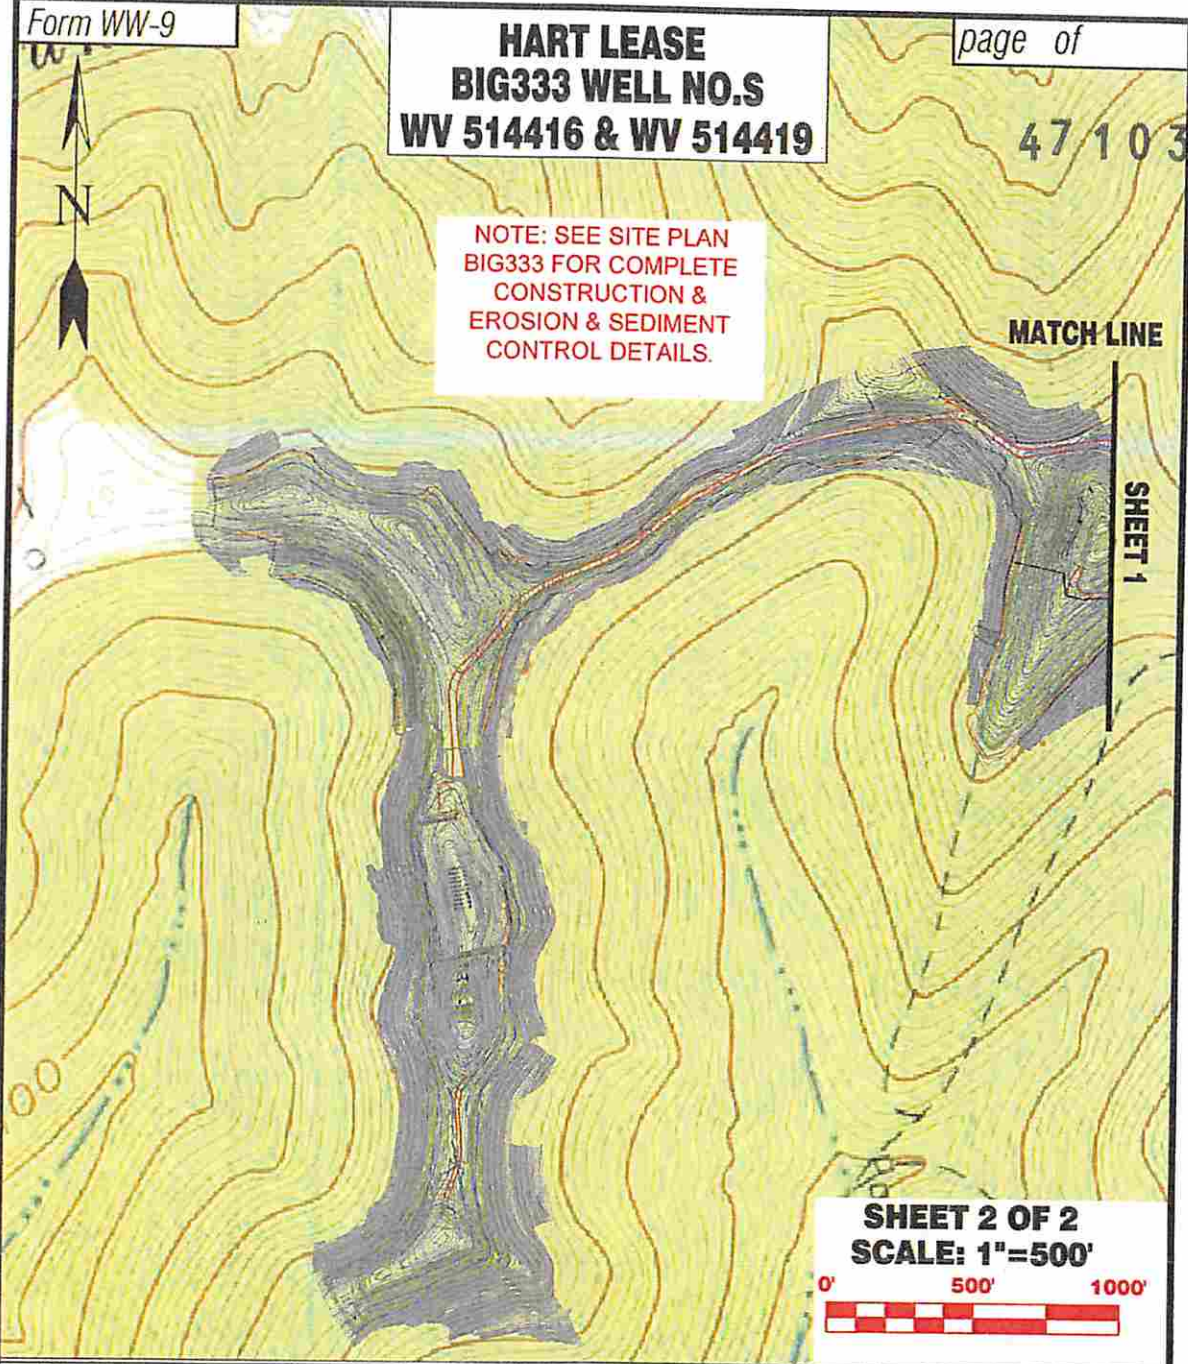 Form WW-9
HART LEASE
BIG333 WELL NO.S
WV 514416 & WV 514419
page of
47 103
N
NOTE: SEE SITE PLAN
BIG333 FOR COMPLETE
CONSTRUCTION &
EROSION & SEDIMENT
CONTROL DETAILS.
MATCH LINE
SHEET 1
00
SHEET 2 OF 2
SCALE: 1"=500'
0' 500' 1000'